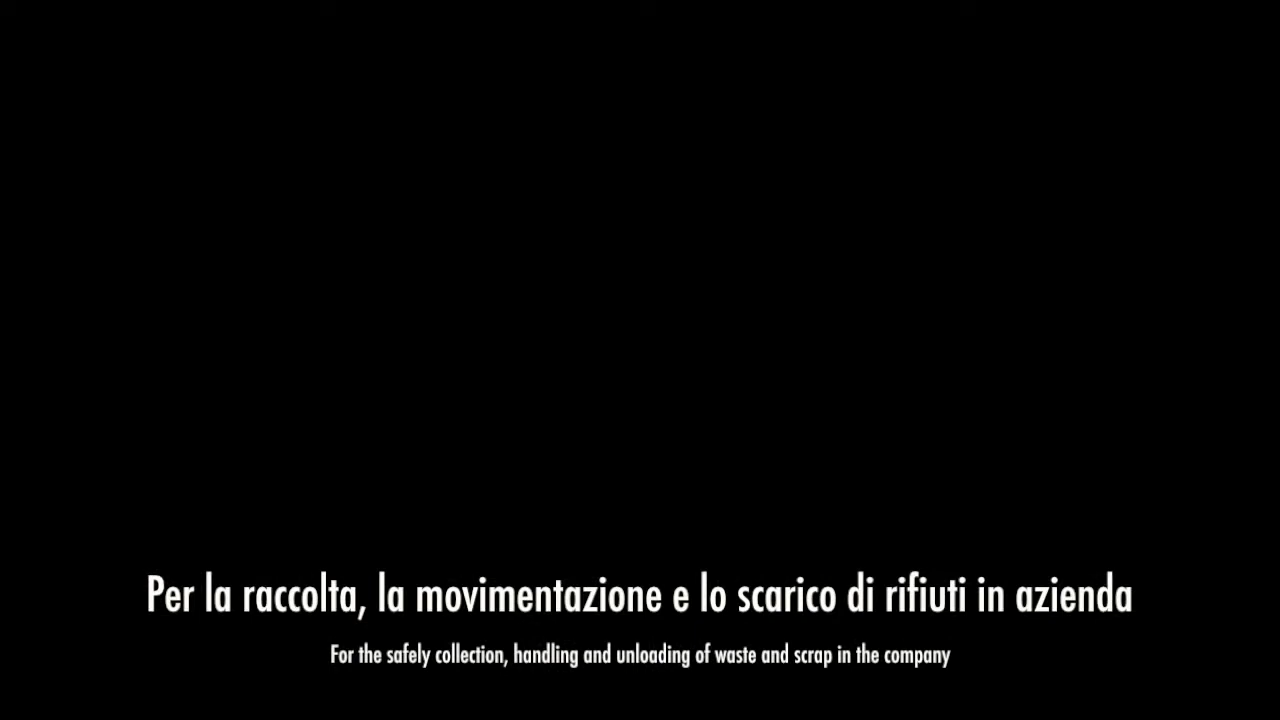 Per la raccolta, la movimentazione e lo scarico di rifiuti in azienda
For the safely collection, handling and unloading of waste and scrap in the company